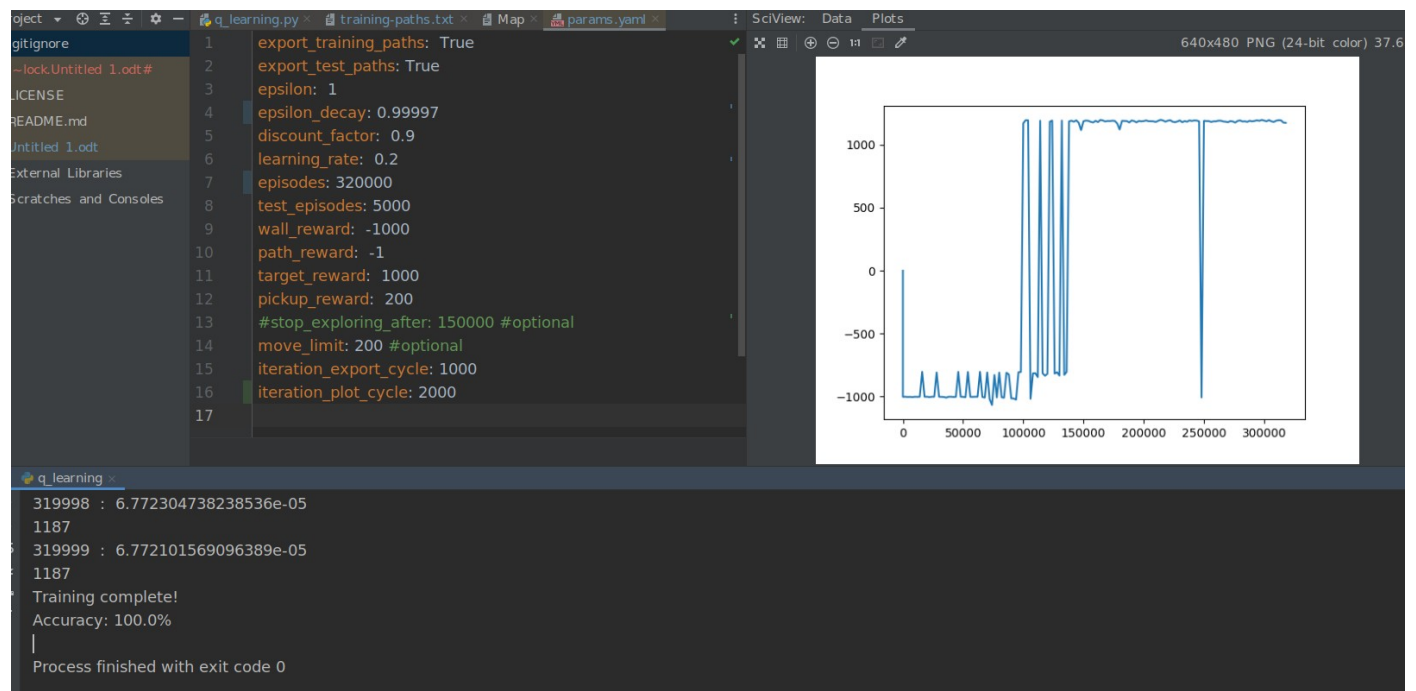 oject
q_learning.py × training-paths.txt × Map × params.yaml ×
SciView: Data Plots
gitignore
~lock.Untitled 1.odt#
LICENSE
README.md
Untitled 1.odt
External Libraries
Scratches and Consoles
1 export_training_paths: True
2 export_test_paths: True
3 epsilon: 1
4 epsilon_decay: 0.99997
5 discount_factor: 0.9
6 learning_rate: 0.2
7 episodes: 320000
8 test_episodes: 5000
9 wall_reward: -1000
10 path_reward: -1
11 target_reward: 1000
12 pickup_reward: 200
13 #stop_exploring_after: 150000 #optional
14 move_limit: 200 #optional
15 iteration_export_cycle: 1000
16 iteration_plot_cycle: 2000
17
1:1
640x480 PNG (24-bit color) 37.6
1000
500
0
−500
−1000
0 50000 100000 150000 200000 250000 300000
q_learning ×
319998 : 6.772304738238536e-05
1187
319999 : 6.772101569096389e-05
1187
Training complete!
Accuracy: 100.0%
Process finished with exit code 0